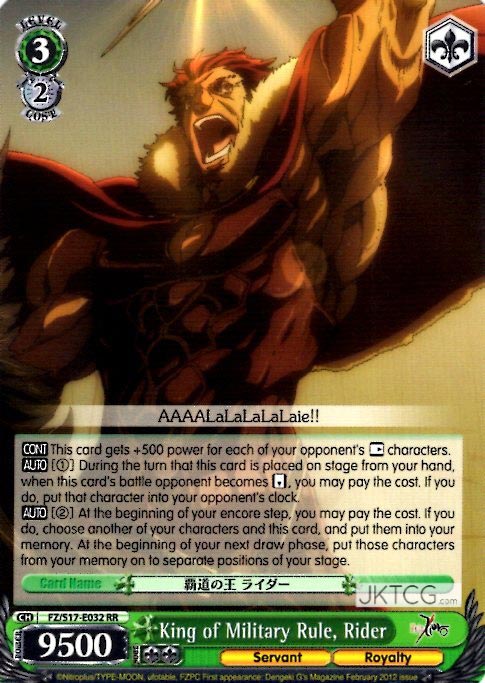 LEVEL
3
2
COST
AAAALaLaLaLaLaie!!
CONT This card gets +500 power for each of your opponent's characters.
AUTO [①] During the turn that this card is placed on stage from your hand,
when this card's battle opponent becomes , you may pay the cost. If you
do, put that character into your opponent's clock.
AUTO [②] At the beginning of your encore step, you may pay the cost. If you
do, choose another of your characters and this card, and put them into your
memory. At the beginning of your next draw phase, put those characters
from your memory on to separate positions of your stage.
Card Name 覇道の王 ライダー
JKTCG.com
CH FZ/S17-E032 RR
King of Military Rule, Rider
POWER 9500
SOUL
Servant Royalty
©Nitroplus/TYPE-MOON, ufotable, FZPC First appearance: Dengeki G's Magazine February 2012 issue